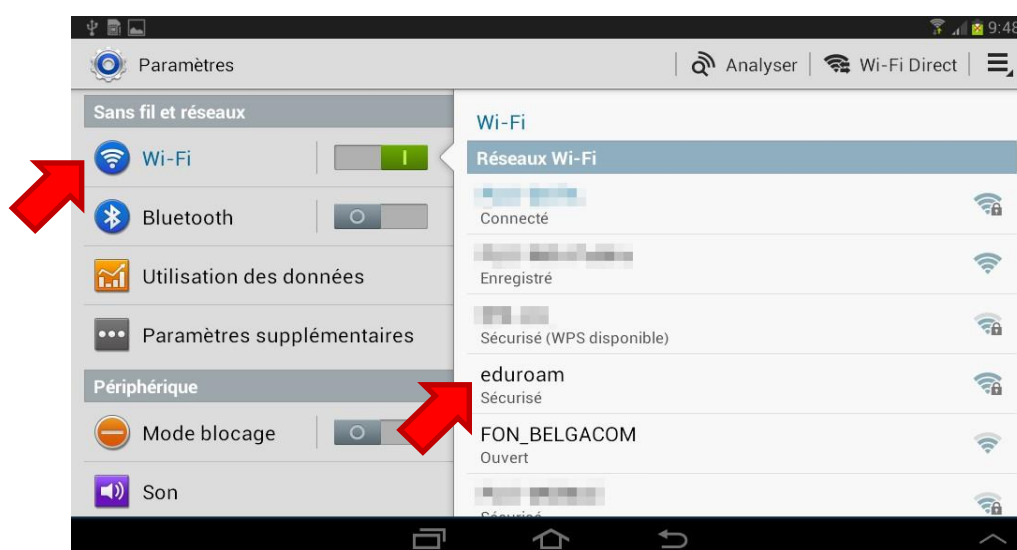 9:48
Paramètres
Analyser
Wi-Fi Direct
Sans fil et réseaux
Wi-Fi
Bluetooth
Utilisation des données
Paramètres supplémentaires
Périphérique
Mode blocage
Son
Wi-Fi
Réseaux Wi-Fi
Connecté
Enregistré
Sécurisé (WPS disponible)
eduroam
Sécurisé
FON_BELGACOM
Ouvert
Sécurisé